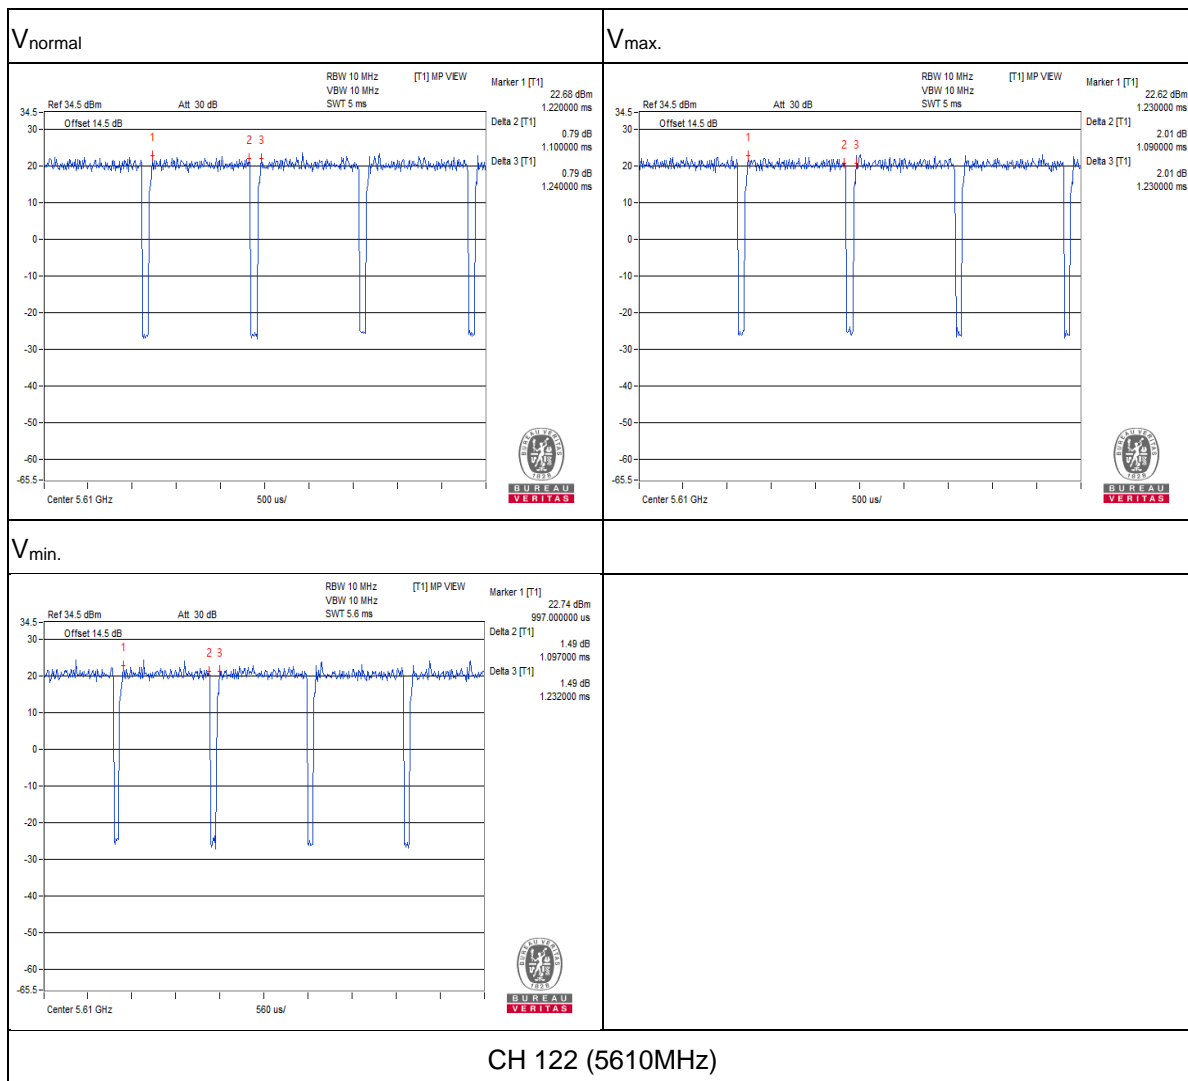 Vnormal
Vmax.
RBW 10 MHz
[T1] MP VIEW
VBW 10 MHz
Ref 34.5 dBm
Att 30 dB
SWT 5 ms
Offset 14.5 dB
Marker 1 [T1]
22.68 dBm
1.220000 ms
Delta 2 [T1]
0.79 dB
1.100000 ms
Delta 3 [T1]
0.79 dB
1.240000 ms
1
2 3
34.5
30
20
10
0
-10
-20
-30
-40
-50
-60
-65.5
Center 5.61 GHz
500 us/
BUREAU VERITAS
1828
BUREAU
VERITAS
RBW 10 MHz
[T1] MP VIEW
VBW 10 MHz
Ref 34.5 dBm
Att 30 dB
SWT 5 ms
Offset 14.5 dB
Marker 1 [T1]
22.62 dBm
1.230000 ms
Delta 2 [T1]
2.01 dB
1.090000 ms
Delta 3 [T1]
2.01 dB
1.230000 ms
1
2 3
34.5
30
20
10
0
-10
-20
-30
-40
-50
-60
-65.5
Center 5.61 GHz
500 us/
BUREAU VERITAS
1828
BUREAU
VERITAS
Vmin.
RBW 10 MHz
[T1] MP VIEW
VBW 10 MHz
Ref 34.5 dBm
Att 30 dB
SWT 5.6 ms
Offset 14.5 dB
Marker 1 [T1]
22.74 dBm
997.000000 us
Delta 2 [T1]
1.49 dB
1.097000 ms
Delta 3 [T1]
1.49 dB
1.232000 ms
1
2 3
34.5
30
20
10
0
-10
-20
-30
-40
-50
-60
-65.5
Center 5.61 GHz
560 us/
BUREAU VERITAS
1828
BUREAU
VERITAS
CH 122 (5610MHz)